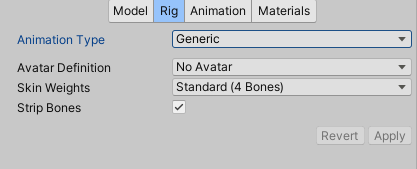 Model Rig Animation Materials
Animation Type Generic
Avatar Definition No Avatar
Skin Weights Standard (4 Bones)
Strip Bones
Revert Apply